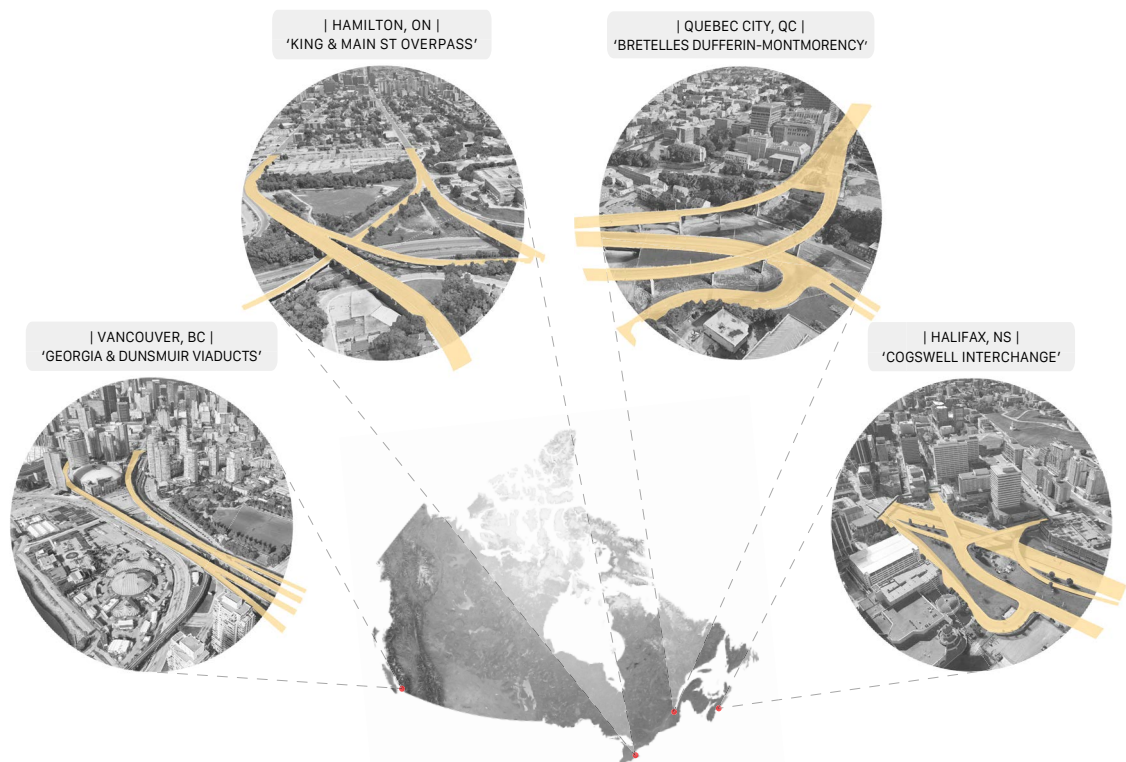 | HAMILTON, ON |
‘KING & MAIN ST OVERPASS’
| QUEBEC CITY, QC |
‘BRETELLES DUFFERIN-MONTMORENCY’
| VANCOUVER, BC |
‘GEORGIA & DUNSMUIR VIADUCTS’
| HALIFAX, NS |
‘COGSWELL INTERCHANGE’